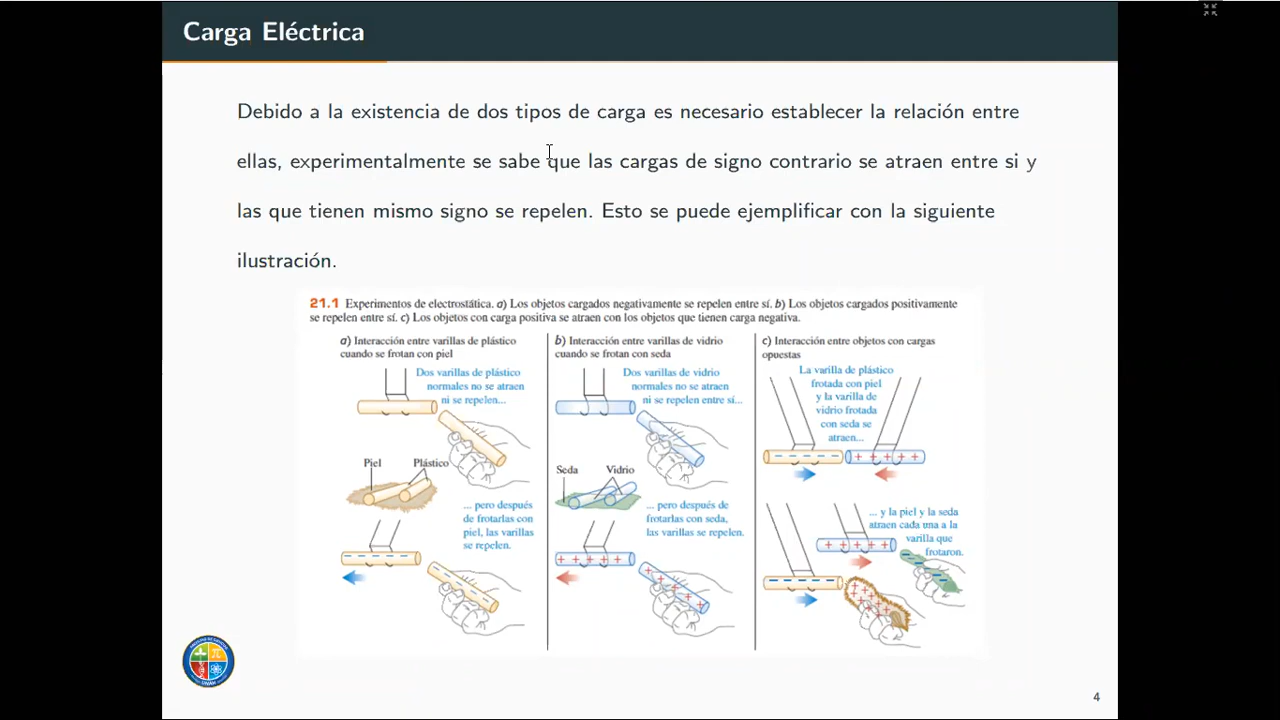 Carga Eléctrica
Debido a la existencia de dos tipos de carga es necesario establecer la relación entre
ellas, experimentalmente se sabe que las cargas de signo contrario se atraen entre si y
las que tienen mismo signo se repelen. Esto se puede ejemplificar con la siguiente
ilustración.
21.1 Experimentos de electrostática. a) Los objetos cargados negativamente se repelen entre sí. b) Los objetos cargados positivamente
se repelen entre sí. c) Los objetos con carga positiva se atraen con los objetos que tienen carga negativa.
a) Interacción entre varillas de plástico
cuando se frotan con piel
Dos varillas de plástico
normales no se atraen
ni se repelen...
Piel
Plástico
... pero después
de frotarlas con
piel, las varillas
se repelen.
b) Interacción entre varillas de vidrio
cuando se frotan con seda
Dos varillas de vidrio
normales no se atraen
ni se repelen entre sí...
Seda
Vidrio
... pero después de
frotarlas con seda,
las varillas se repelen.
c) Interacción entre objetos con cargas
opuestas
La varilla de plástico
frotada con piel
y la varilla de
vidrio frotada
con seda se
atraen...
... y la piel y la seda
atraen cada una a la
varilla que
frotaron.
4